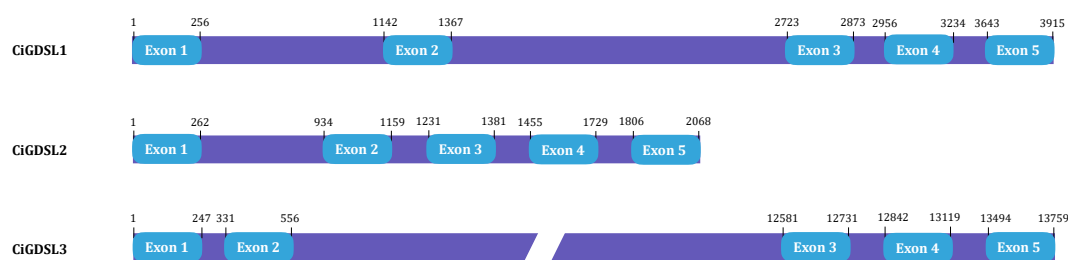 1 256 1142 1367 2723 2873 2956 3234 3643 3915
CiGDSL1 Exon 1 Exon 2 Exon 3 Exon 4 Exon 5
1 262 934 1159 1231 1381 1455 1729 1806 2068
CiGDSL2 Exon 1 Exon 2 Exon 3 Exon 4 Exon 5
1 247 331 556 12581 12731 12842 13119 13494 13759
CiGDSL3 Exon 1 Exon 2 Exon 3 Exon 4 Exon 5